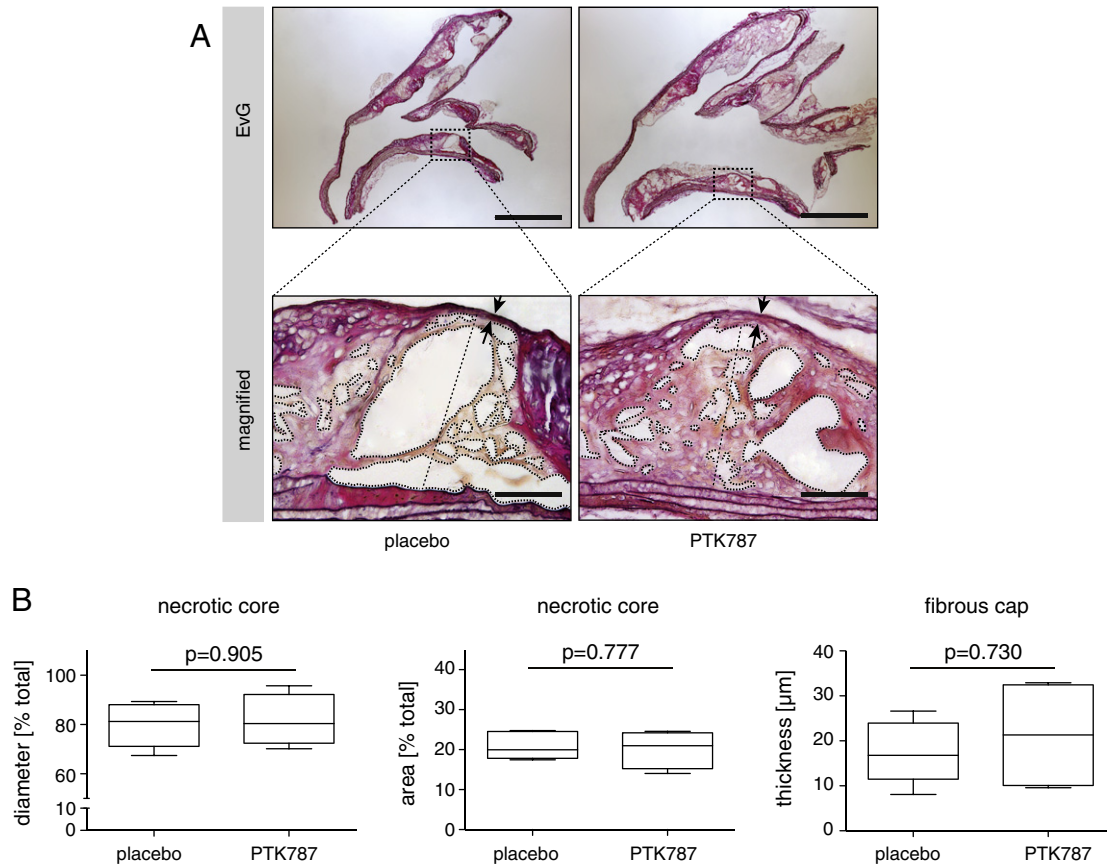 A
EvG
magnified
placebo
PTK787
B
necrotic core
diameter [% total]
100
80
60
10
0
p=0.905
placebo
PTK787
necrotic core
area [% total]
40
30
20
10
0
p=0.777
placebo
PTK787
fibrous cap
thickness [µm]
40
30
20
10
0
p=0.730
placebo
PTK787